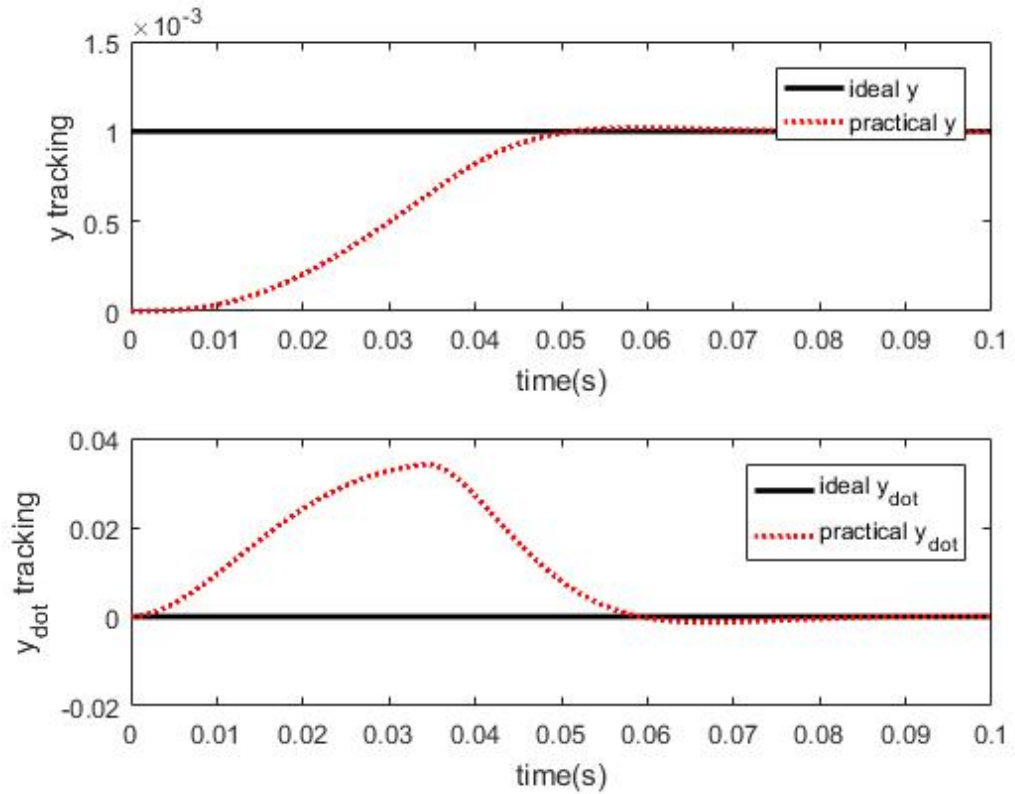 × 10⁻³
1.5
1
0.5
0
y tracking
ideal y
practical y
0 0.01 0.02 0.03 0.04 0.05 0.06 0.07 0.08 0.09 0.1
time(s)
0.04
0.02
0
-0.02
y_dot tracking
ideal y_dot
practical y_dot
0 0.01 0.02 0.03 0.04 0.05 0.06 0.07 0.08 0.09 0.1
time(s)